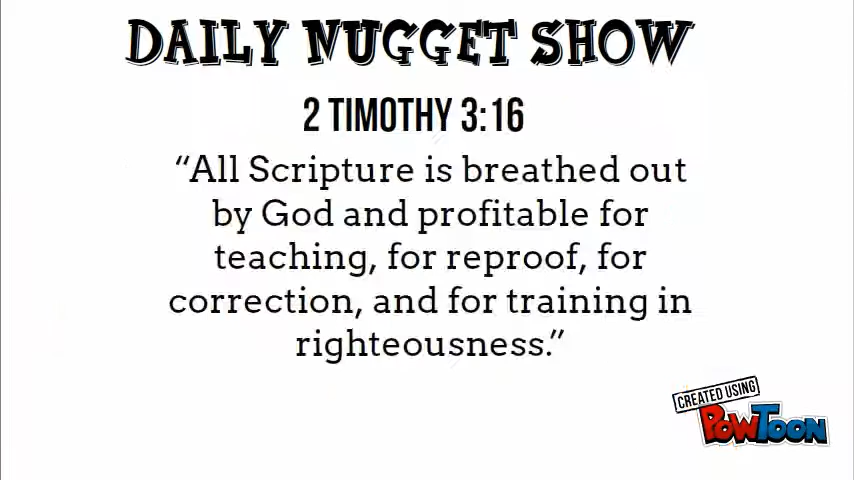 DAILY NUGGET SHOW
2 TIMOTHY 3:16
“All Scripture is breathed out
by God and profitable for
teaching, for reproof, for
correction, and for training in
righteousness.”
CREATED USING
POWTOON